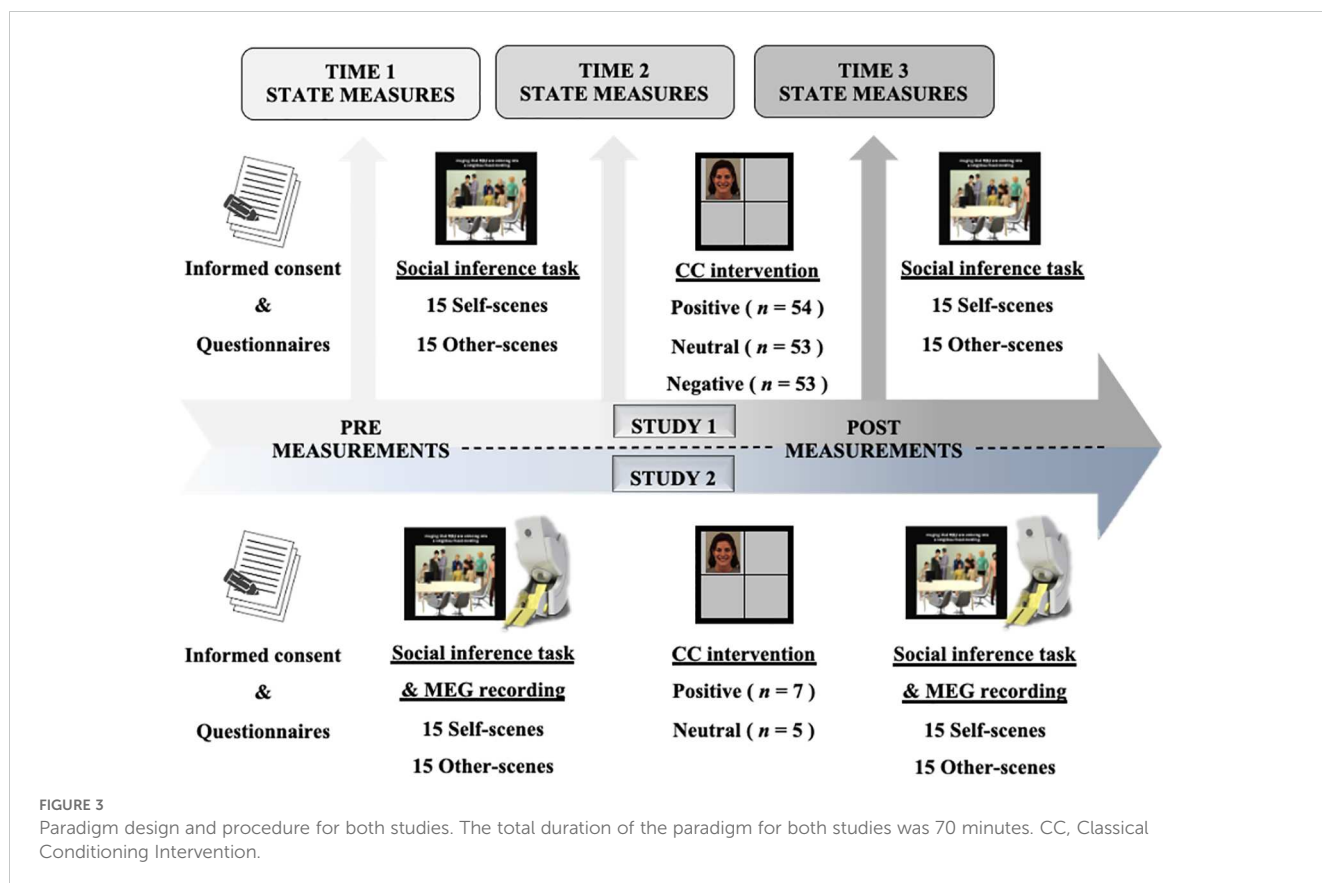 TIME 1
STATE MEASURES
TIME 2
STATE MEASURES
TIME 3
STATE MEASURES
Informed consent
&
Questionnaires
Social inference task
15 Self-scenes
15 Other-scenes
CC intervention
Positive ( n = 54 )
Neutral ( n = 53 )
Negative ( n = 53 )
Social inference task
15 Self-scenes
15 Other-scenes
PRE
MEASUREMENTS
STUDY 1
POST
MEASUREMENTS
STUDY 2
Informed consent
&
Questionnaires
Social inference task
& MEG recording
15 Self-scenes
15 Other-scenes
CC intervention
Positive ( n = 7 )
Neutral ( n = 5 )
Social inference task
& MEG recording
15 Self-scenes
15 Other-scenes
FIGURE 3
Paradigm design and procedure for both studies. The total duration of the paradigm for both studies was 70 minutes. CC, Classical
Conditioning Intervention.